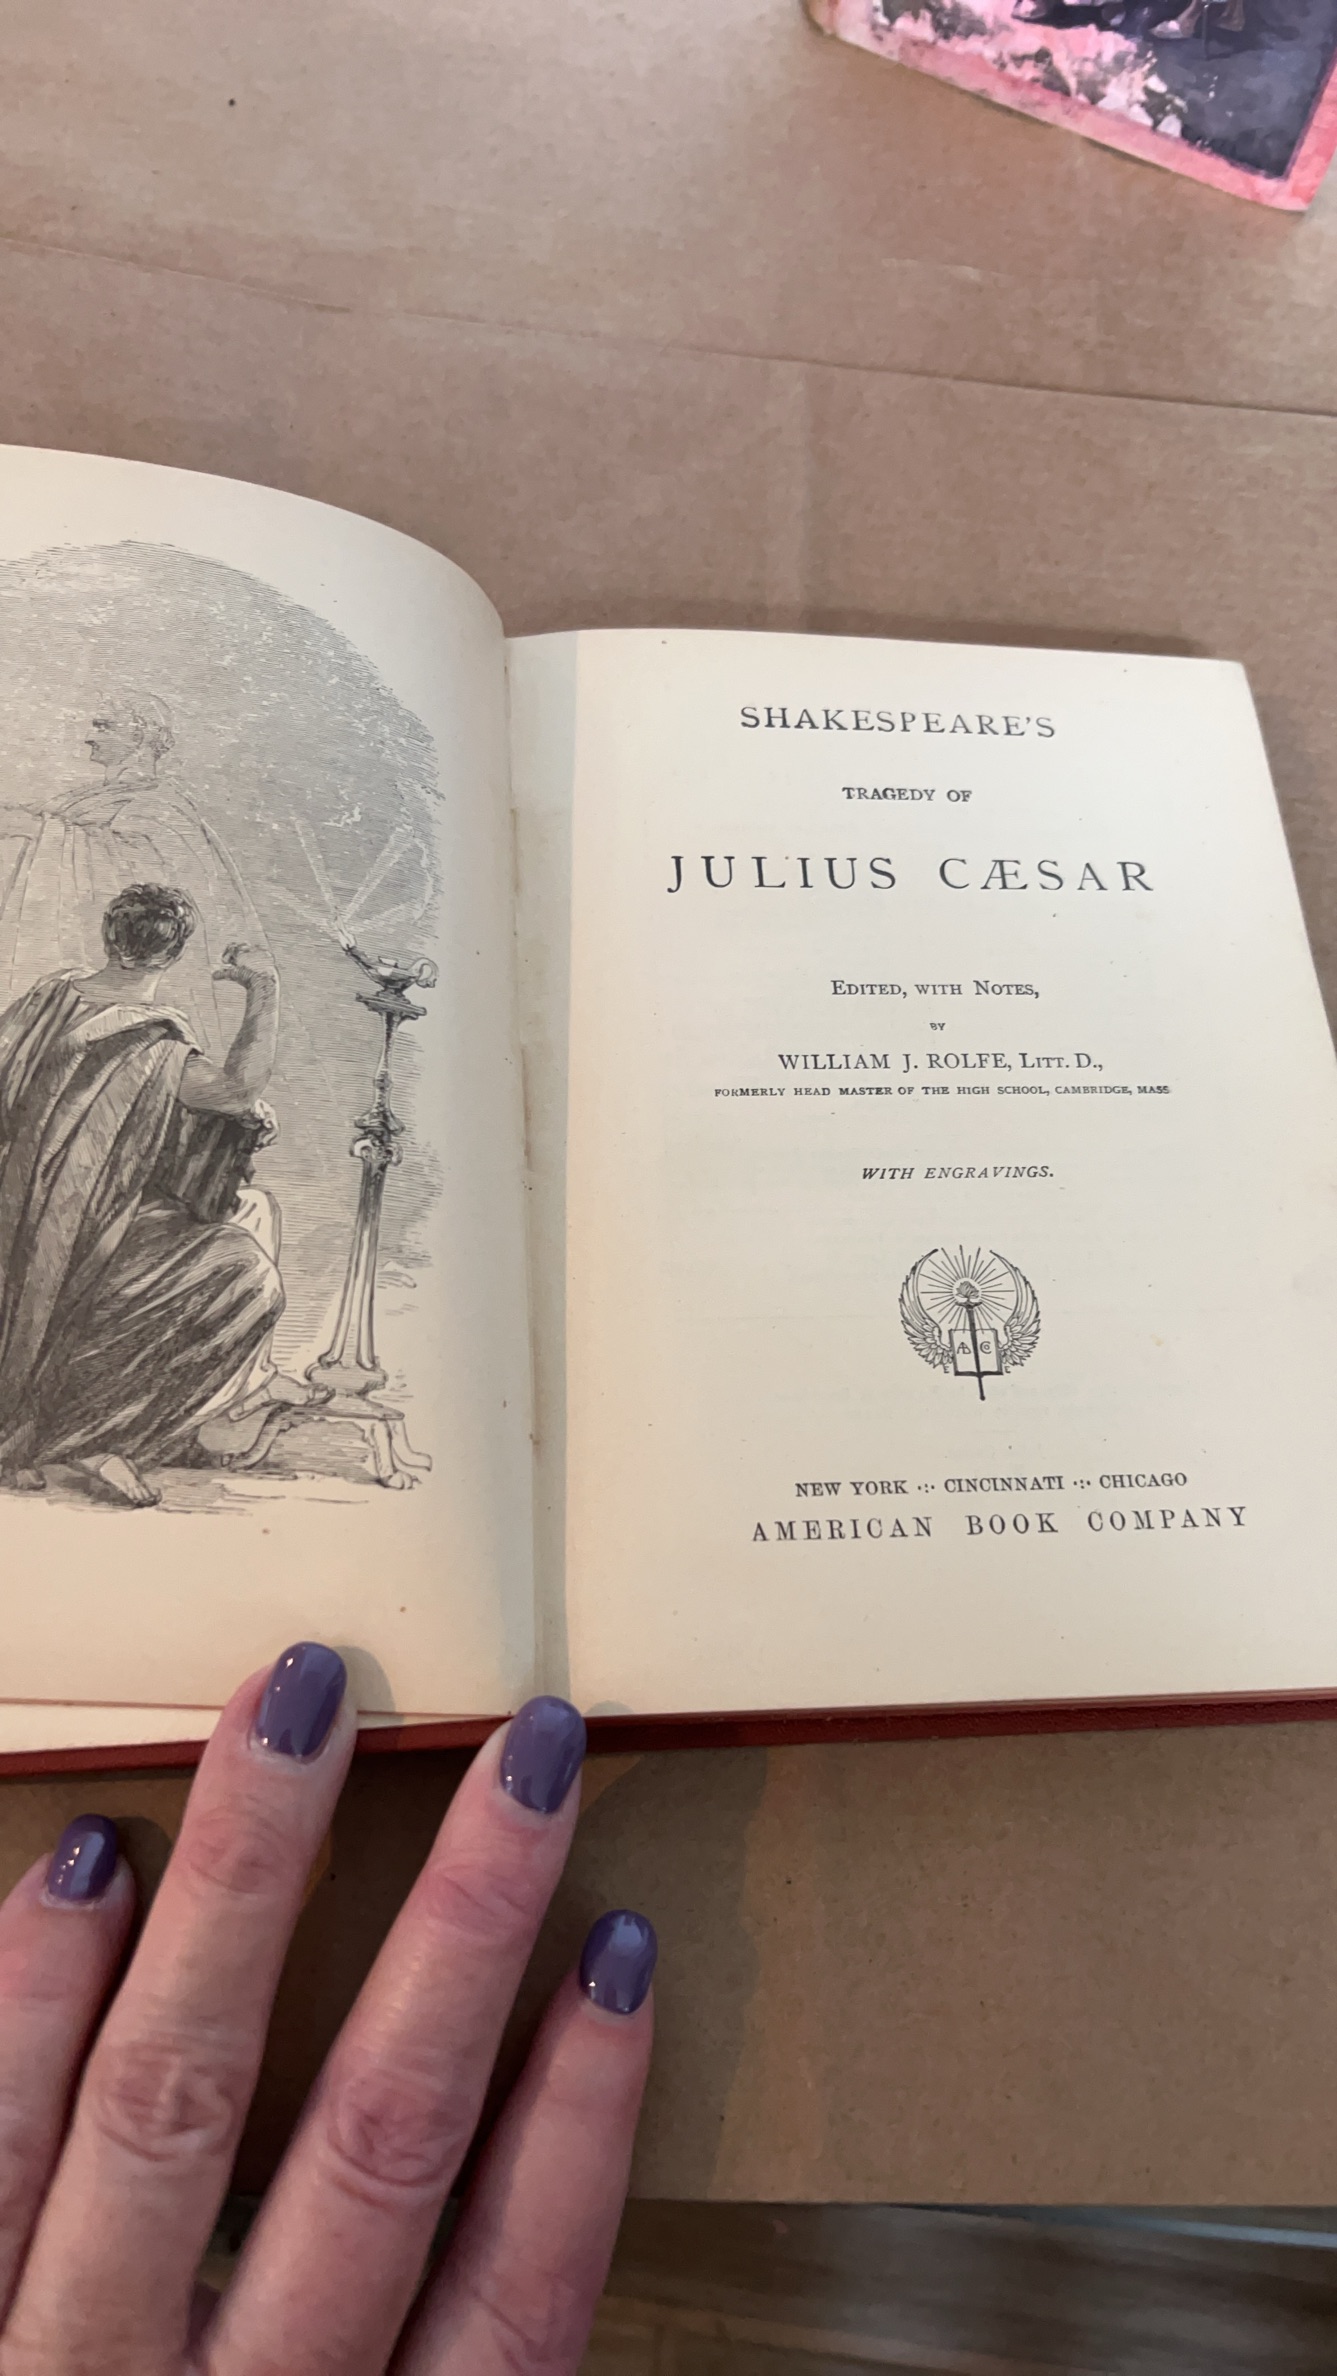 SHAKESPEARE'S
TRAGEDY OF
JULIUS CÆSAR
EDITED, WITH NOTES,
BY
WILLIAM J. ROLFE, LITT. D.,
FORMERLY HEAD MASTER OF THE HIGH SCHOOL, CAMBRIDGE, MASS
WITH ENGRAVINGS.
NEW YORK ·:· CINCINNATI ·:· CHICAGO
AMERICAN BOOK COMPANY